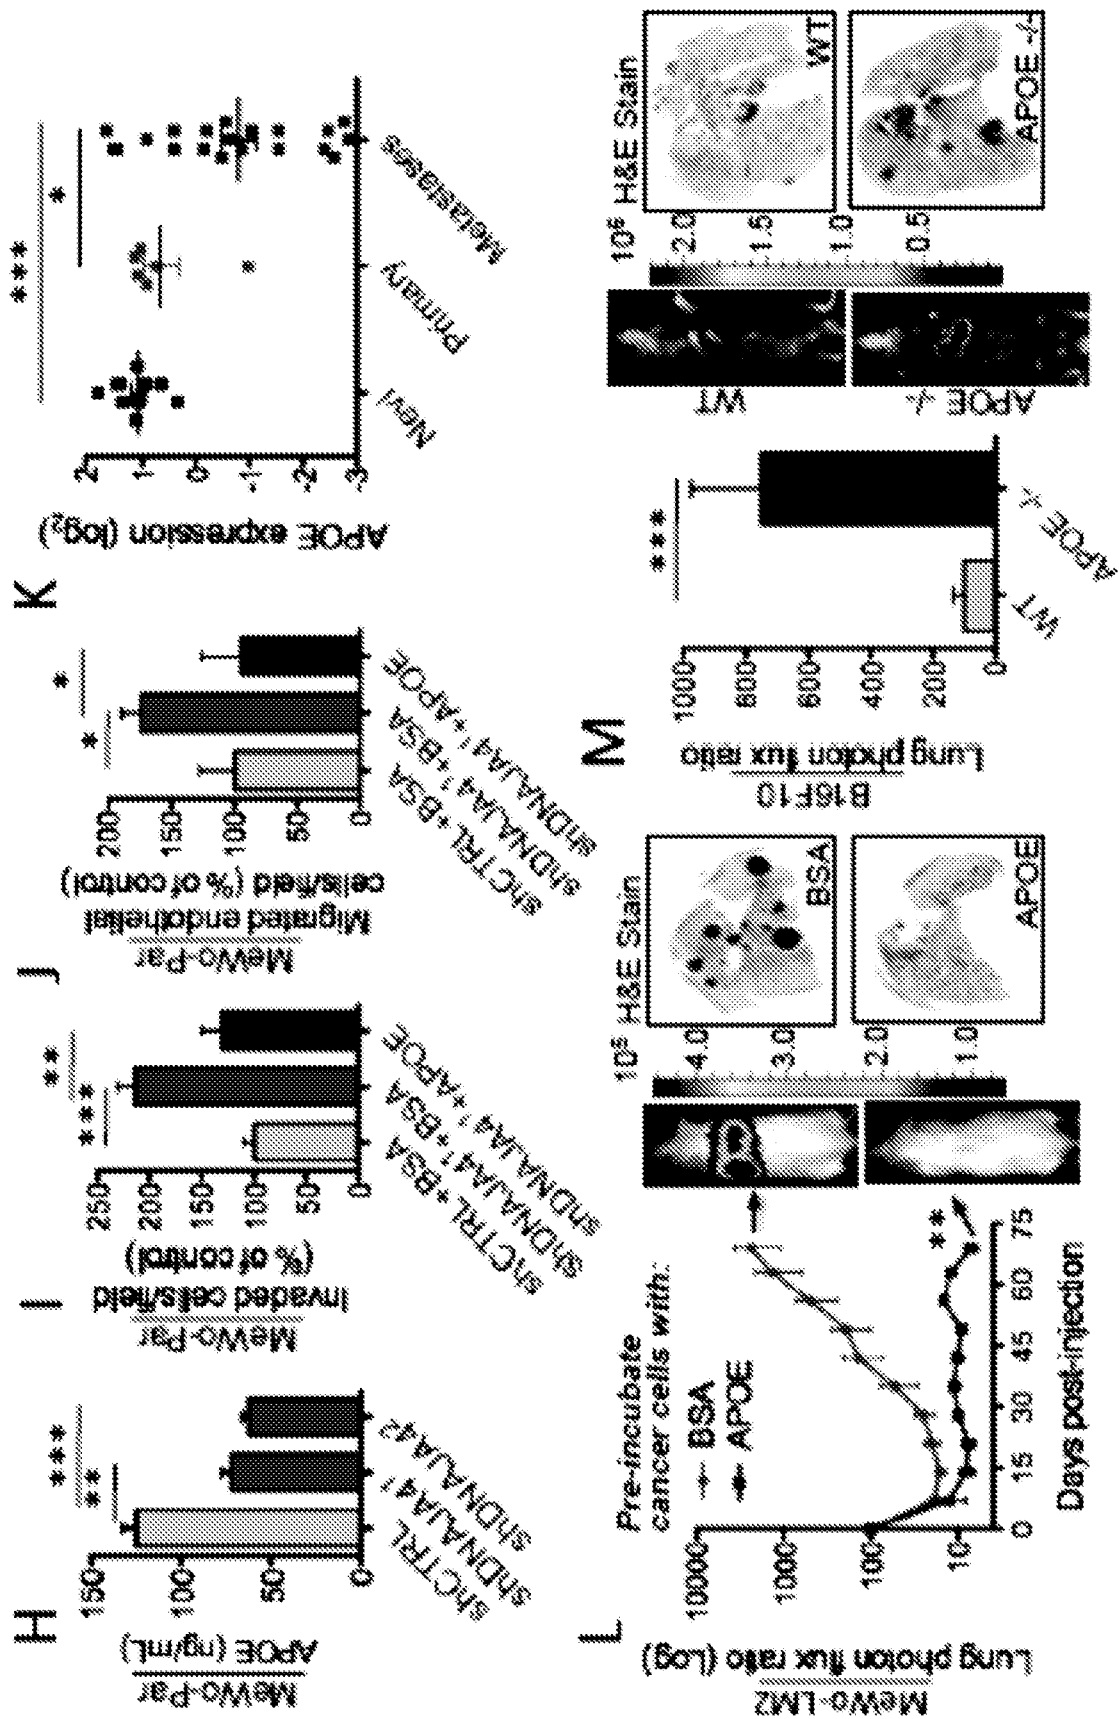 H
MeWo-Par
APOE (ng/mL)
150
100
50
0
shCTRL
shDNAJA4¹
shDNAJA4²
**
***
I
MeWo-Par
Invaded cells/field
(% of control)
250
200
150
100
50
0
shCTRL+BSA
shDNAJA4¹+BSA
shDNAJA4¹+APOE
***
**
J
MeWo-Par
Migrated endothelial
cells/field (% of control)
200
150
100
50
0
shCTRL+BSA
shDNAJA4¹+BSA
shDNAJA4¹+APOE
*
*
K
APOE expression (log₂)
2
1
0
-1
-2
-3
Nevi
Primary
Metastases
***
*
L
MeWo-LM2
Lung photon flux ratio (Log)
10000
1000
100
10
Pre-incubate
cancer cells with:
BSA
APOE
**
0 15 30 45 60 75
Days post-injection
10⁵
4.0
3.0
2.0
1.0
H&E Stain
BSA
APOE
M
B16F10
Lung photon flux ratio
1000
800
600
400
200
0
***
WT
APOE -/-
WT
APOE -/-
10⁶
2.0
1.5
1.0
0.5
H&E Stain
WT
APOE -/-